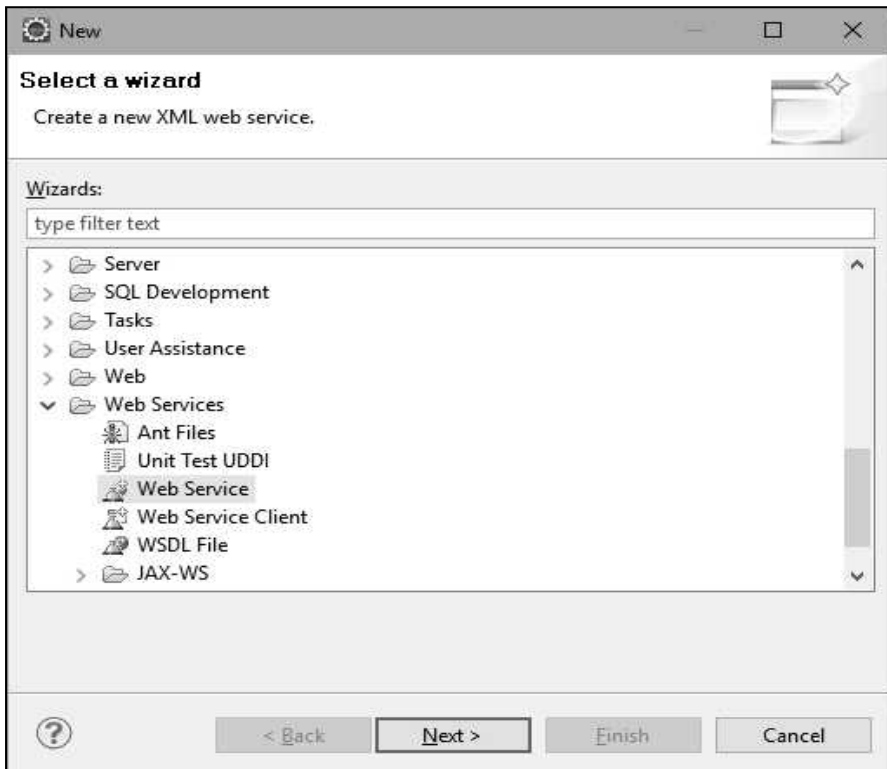 New
Select a wizard
Create a new XML web service.
Wizards:
type filter text
Server
SQL Development
Tasks
User Assistance
Web
Web Services
Ant Files
Unit Test UDDI
Web Service
Web Service Client
WSDL File
JAX-WS
? < Back Next > Finish Cancel